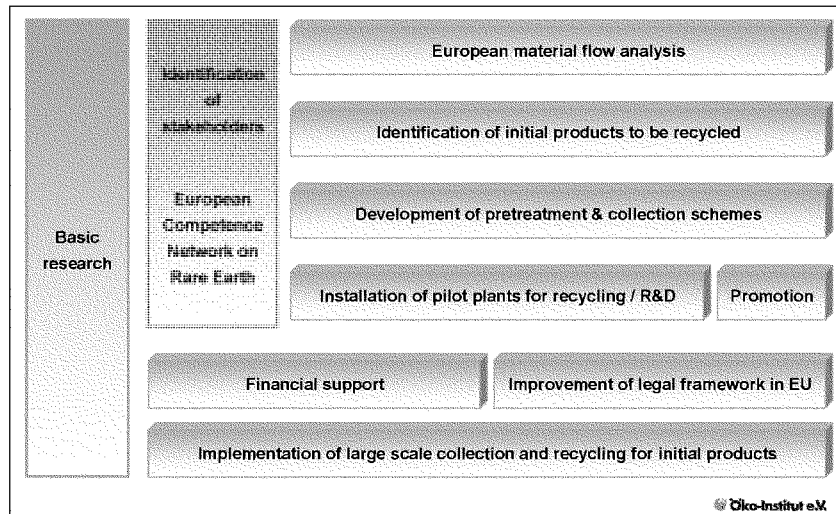 Basic
research
Identification
of
stakeholders
European
Competence
Network on
Rare Earth
European material flow analysis
Identification of initial products to be recycled
Development of pretreatment & collection schemes
Installation of pilot plants for recycling / R&D
Promotion
Financial support
Improvement of legal framework in EU
Implementation of large scale collection and recycling for initial products
Öko-Institut e.V.